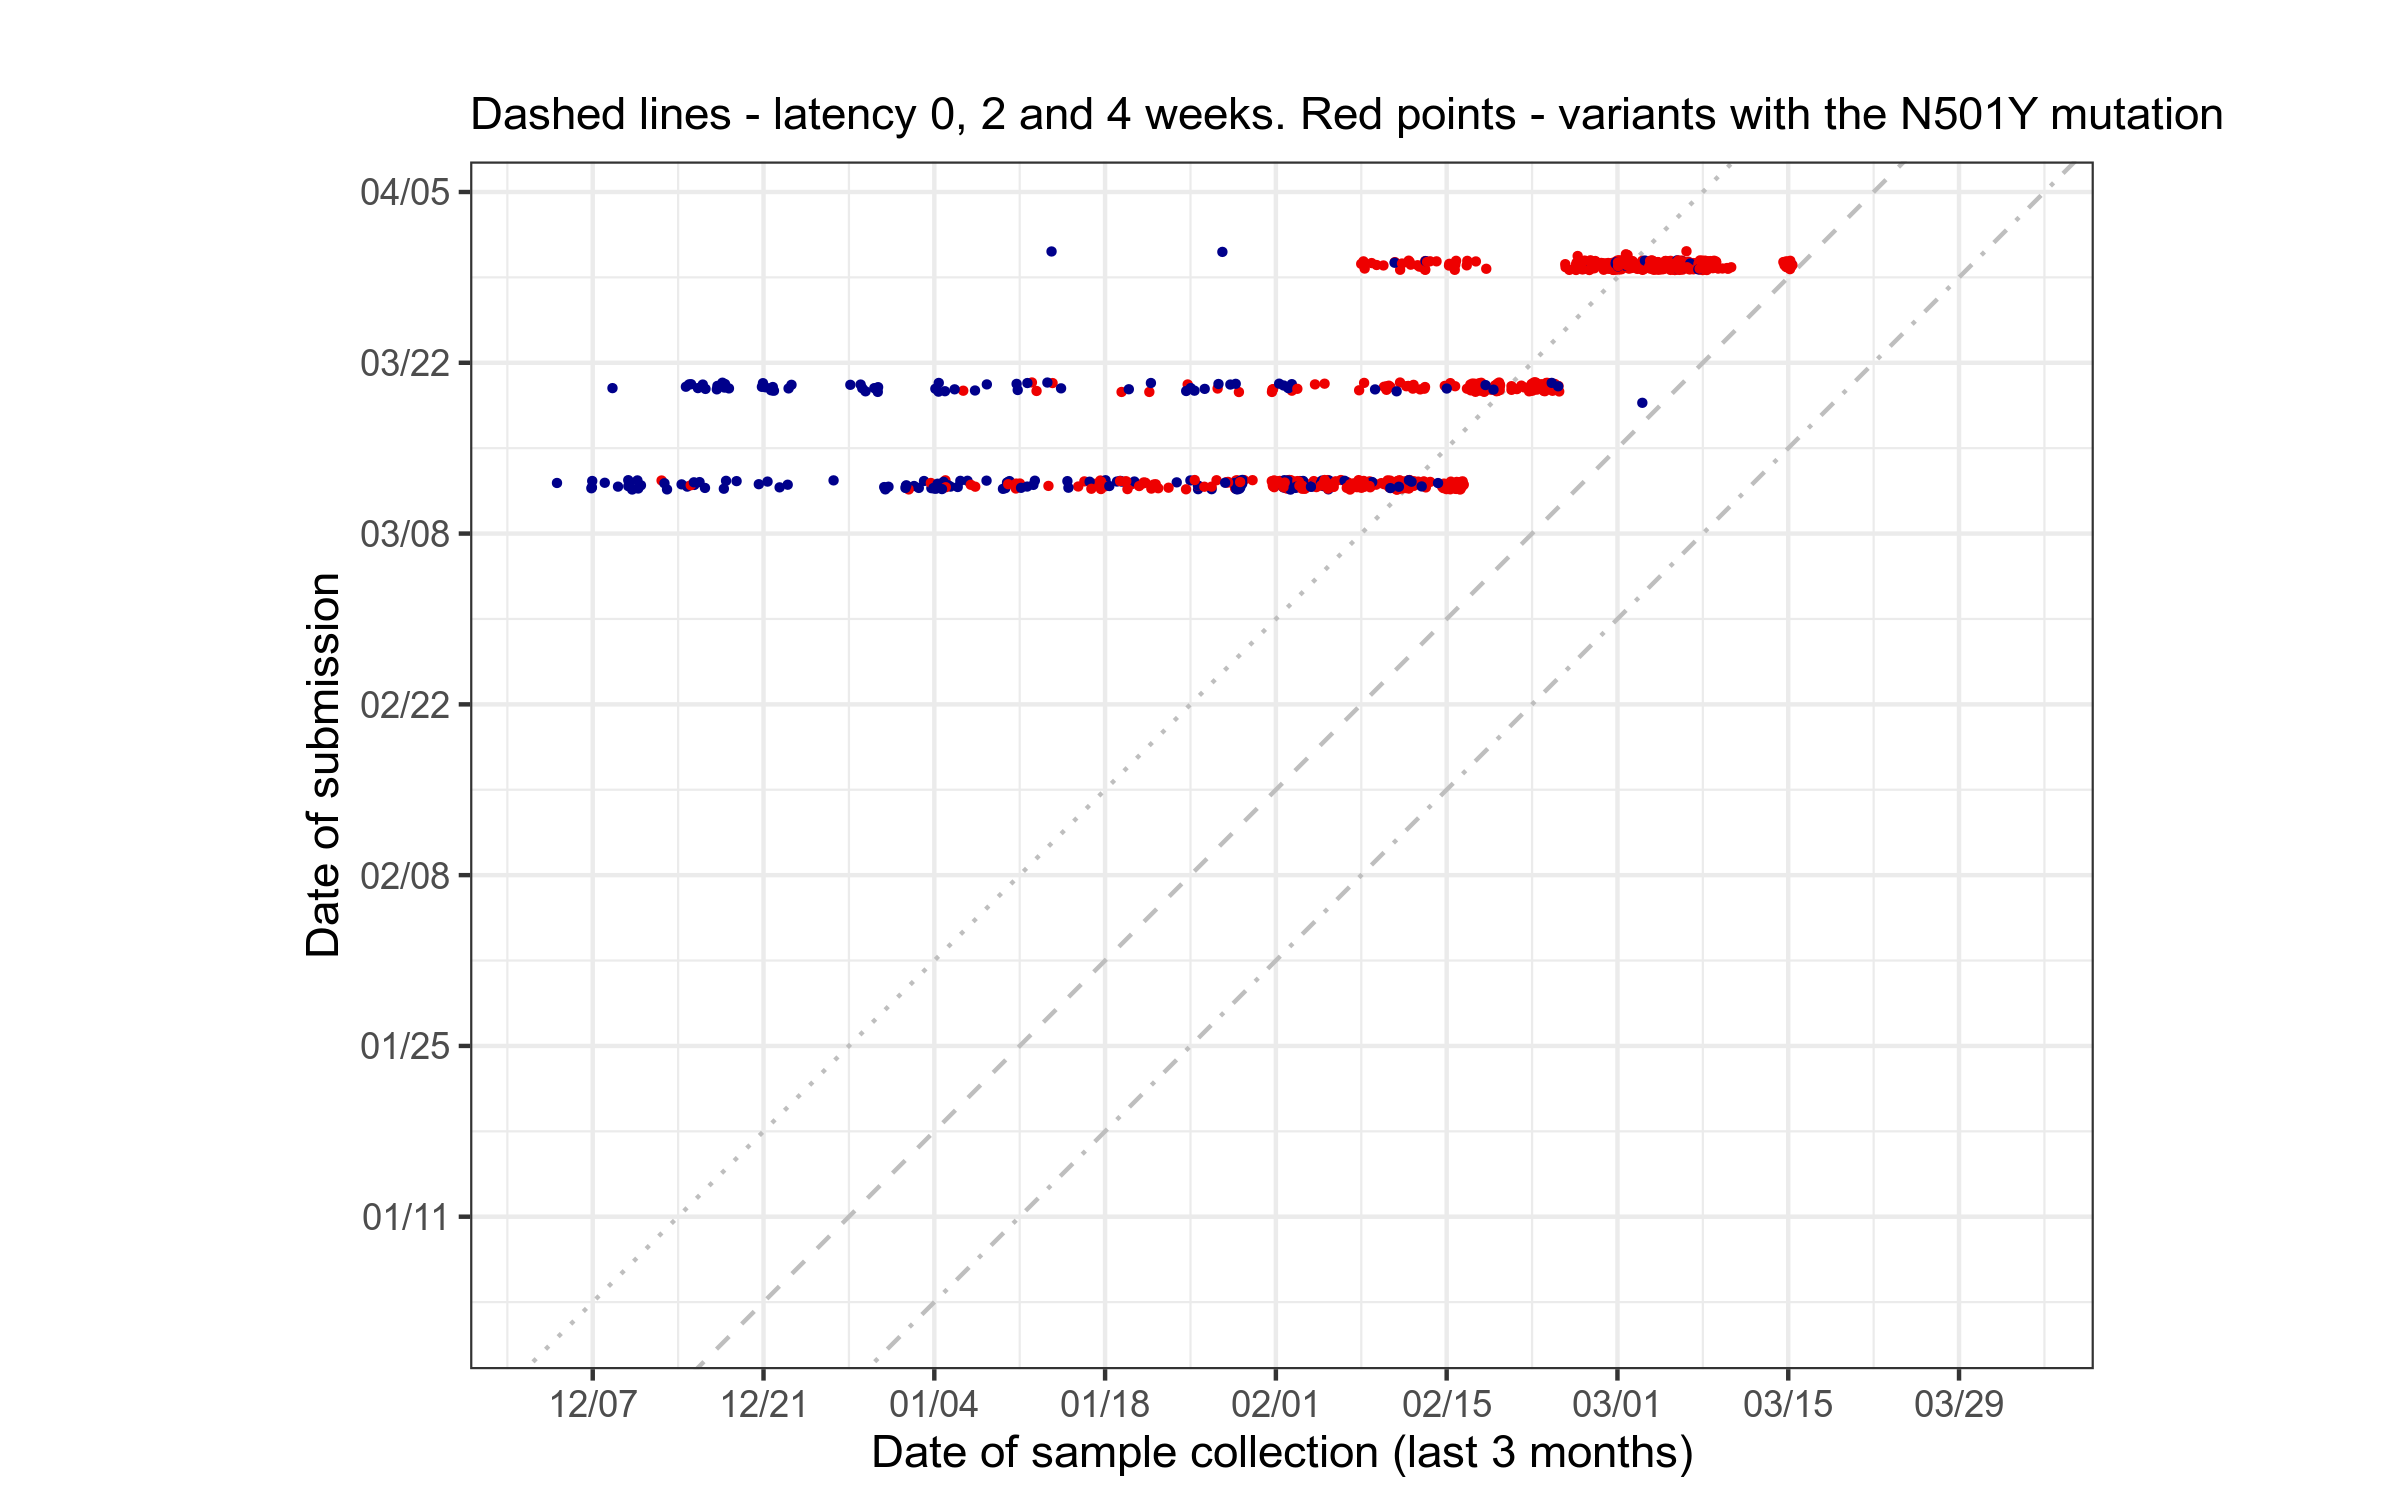 Dashed lines - latency 0, 2 and 4 weeks. Red points - variants with the N501Y mutation
Date of submission
04/05
03/22
03/08
02/22
02/08
01/25
01/11
12/07 12/21 01/04 01/18 02/01 02/15 03/01 03/15 03/29
Date of sample collection (last 3 months)